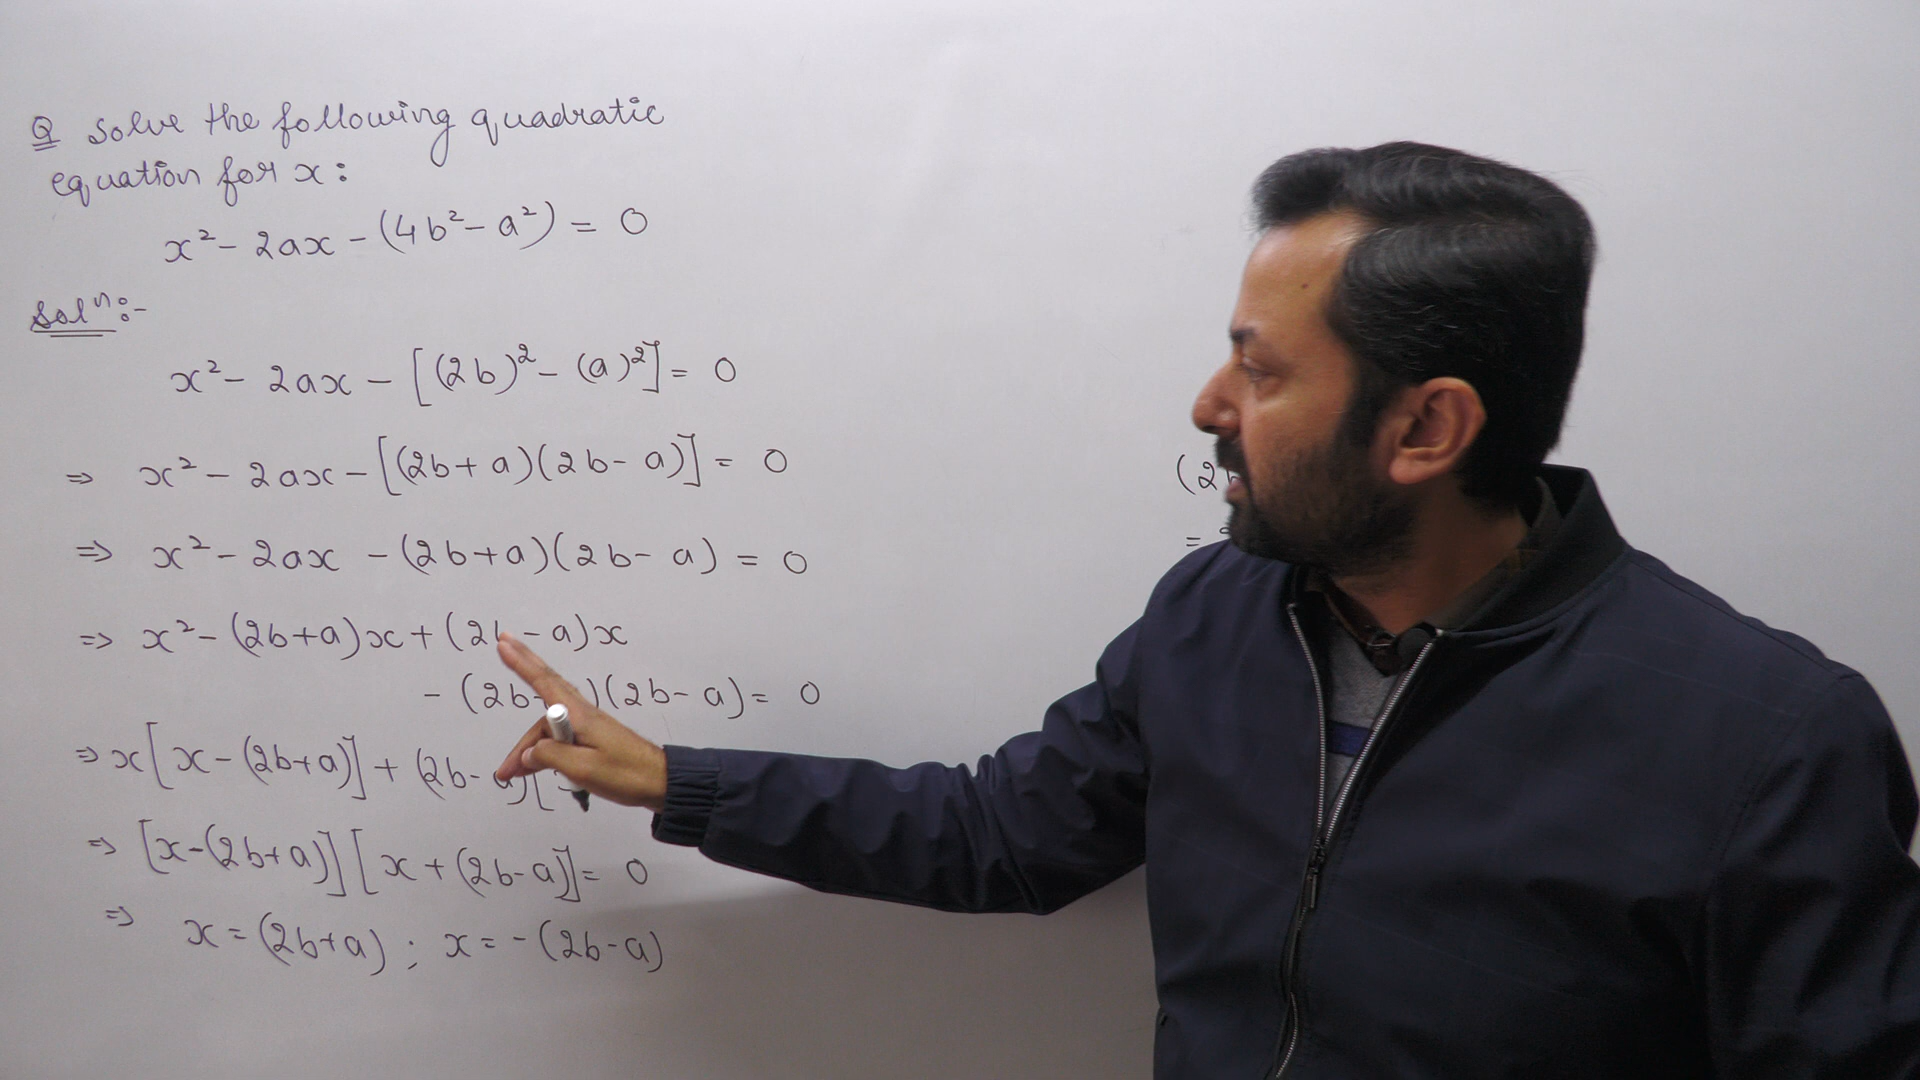 Q Solve the following quadratic
equation for x:
x² - 2ax - (4b² - a²) = 0
Solⁿ:-
x² - 2ax - [(2b)² - (a)²] = 0
⇒ x² - 2ax - [(2b+a)(2b-a)] = 0
⇒ x² - 2ax - (2b+a)(2b-a) = 0
⇒ x² - (2b+a)x + (2b-a)x
- (2b- )(2b-a) = 0
⇒ x[x-(2b+a)] + (2b-a)[
⇒ [x-(2b+a)][x+(2b-a)] = 0
⇒ x = (2b+a) ; x = -(2b-a)
(2b
=